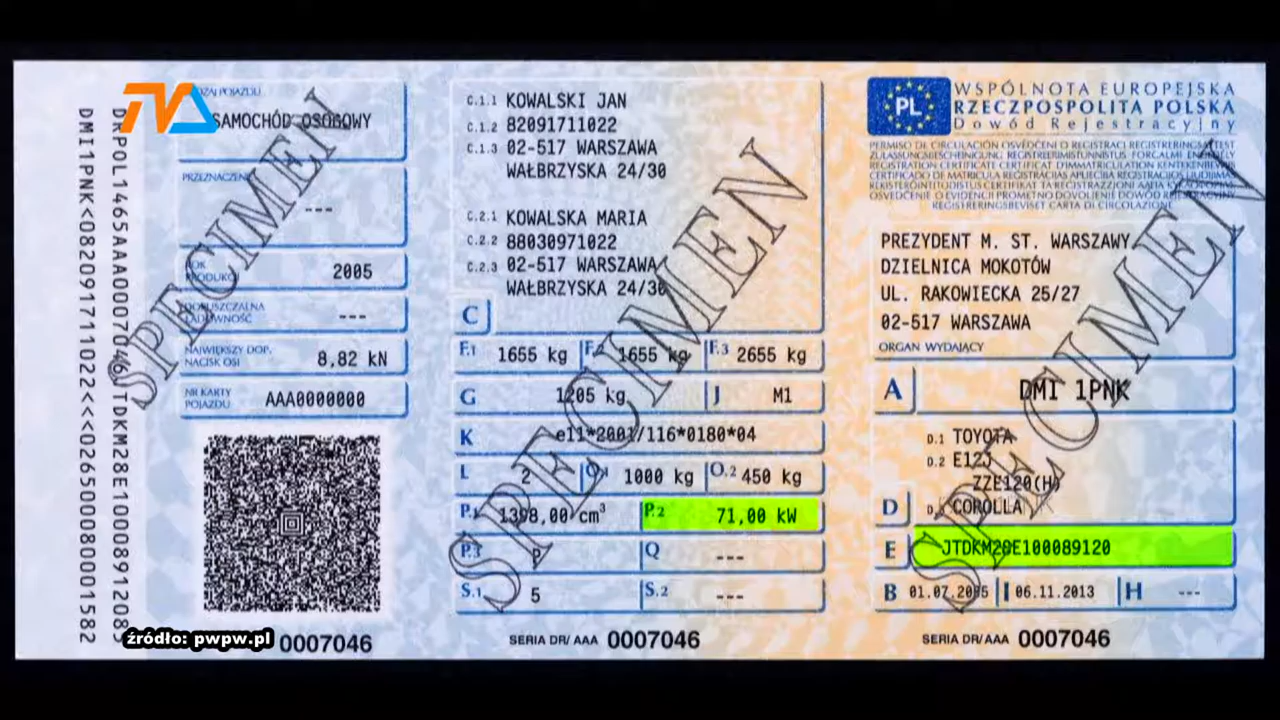 TVA
RODZAJ POJAZDU
SAMOCHÓD OSOBOWY
PRZEZNACZENIE
---
ROK PRODUKCJI
2005
DOPUSZCZALNA ŁADOWNOŚĆ
---
NAJWIĘKSZY DOP. NACISK OSI
8,82 kN
NR KARTY POJAZDU
AAA0000000
SPECIMEN
źródło: pwpw.pl
0007046
C.1.1 KOWALSKI JAN
C.1.2 82091711022
C.1.3 02-517 WARSZAWA
WAŁBRZYSKA 24/30
C.2.1 KOWALSKA MARIA
C.2.2 88030971022
C.2.3 02-517 WARSZAWA
WAŁBRZYSKA 24/30
C
F.1 1655 kg F.2 1655 kg F.3 2655 kg
G 1205 kg J M1
K e11*2001/116*0180*04
L 2 O.1 1000 kg O.2 450 kg
P.1 1398,00 cm³ P.2 71,00 kW
P.3 P Q ---
S.1 5 S.2 ---
SPECIMEN
SERIA DR/ AAA 0007046
PL
WSPÓLNOTA EUROPEJSKA
RZECZPOSPOLITA POLSKA
Dowód Rejestracyjny
PREZYDENT M. ST. WARSZAWY
DZIELNICA MOKOTÓW
UL. RAKOWIECKA 25/27
02-517 WARSZAWA
ORGAN WYDAJĄCY
A DMI 1PNK
D.1 TOYOTA
D.2 E12J
ZZE120(H)
D D.3 COROLLA
E JTDKM28E100089120
B 01.07.2005 I 06.11.2013 H ---
SPECIMEN
SERIA DR/ AAA 0007046